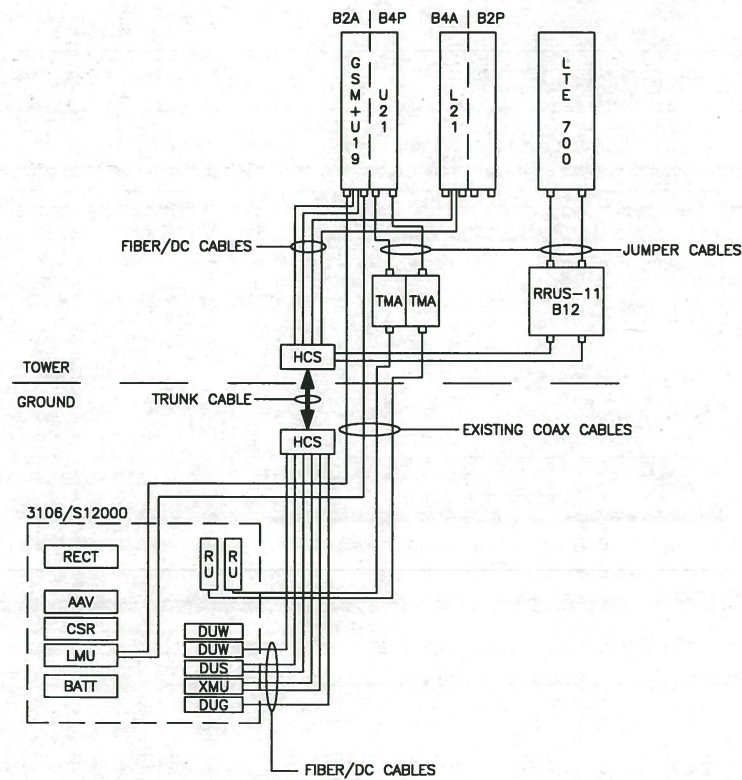 B2A | B4P
B4A | B2P
GSM+U19
U21
L21
LTE 700
FIBER/DC CABLES
JUMPER CABLES
TMA
TMA
RRUS-11
B12
HCS
TOWER
GROUND
TRUNK CABLE
HCS
EXISTING COAX CABLES
3106/S12000
RECT
RU
RU
AAV
CSR
LMU
BATT
DUW
DUW
DUS
XMU
DUG
FIBER/DC CABLES